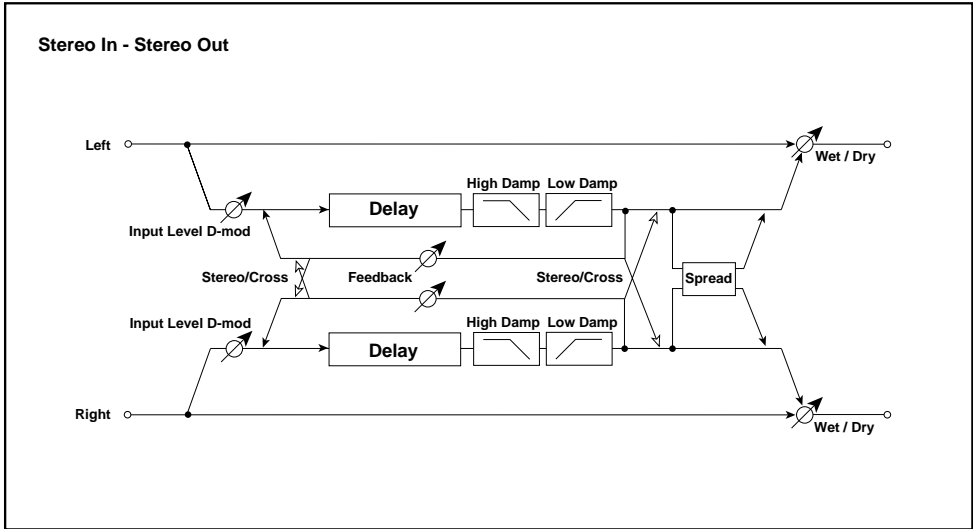 Stereo In - Stereo Out
Left
Wet / Dry
High Damp
Low Damp
Delay
Input Level D-mod
Stereo/Cross
Feedback
Stereo/Cross
Spread
Input Level D-mod
High Damp
Low Damp
Delay
Right
Wet / Dry